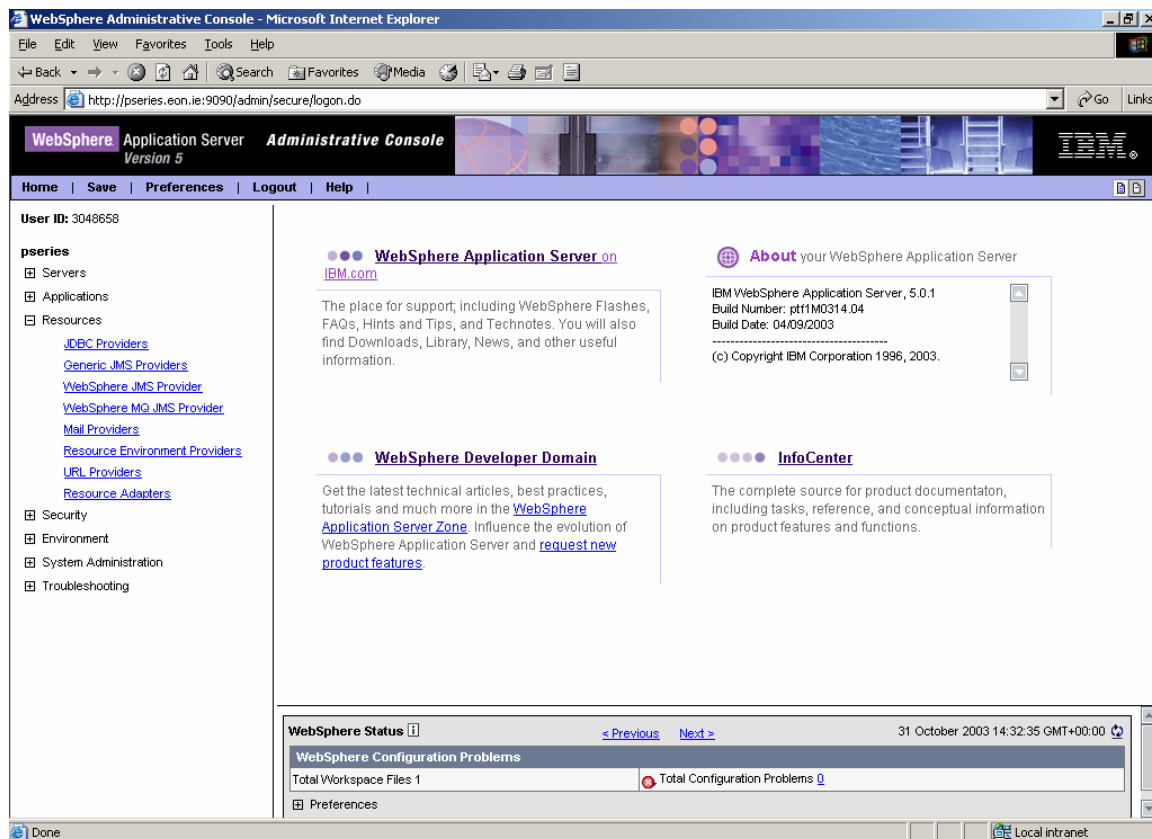 WebSphere Administrative Console - Microsoft Internet Explorer
File Edit View Favorites Tools Help
Back Search Favorites Media
Address http://pseries.eon.ie:9090/admin/secure/logon.do Go Links
WebSphere Application Server Administrative Console IBM
Version 5
Home | Save | Preferences | Logout | Help |
User ID: 3048658
pseries
Servers
Applications
Resources
JDBC Providers
Generic JMS Providers
WebSphere JMS Provider
WebSphere MQ JMS Provider
Mail Providers
Resource Environment Providers
URL Providers
Resource Adapters
Security
Environment
System Administration
Troubleshooting
WebSphere Application Server on
IBM.com
The place for support; including WebSphere Flashes,
FAQs, Hints and Tips, and Technotes. You will also
find Downloads, Library, News, and other useful
information.
About your WebSphere Application Server
IBM WebSphere Application Server, 5.0.1
Build Number: ptf1M0314.04
Build Date: 04/09/2003
----------------------------------------
(c) Copyright IBM Corporation 1996, 2003.
WebSphere Developer Domain
Get the latest technical articles, best practices,
tutorials and much more in the WebSphere
Application Server Zone. Influence the evolution of
WebSphere Application Server and request new
product features.
InfoCenter
The complete source for product documentaton,
including tasks, reference, and conceptual information
on product features and functions.
WebSphere Status i < Previous Next > 31 October 2003 14:32:35 GMT+00:00
WebSphere Configuration Problems
Total Workspace Files 1 Total Configuration Problems 0
Preferences
Done Local intranet